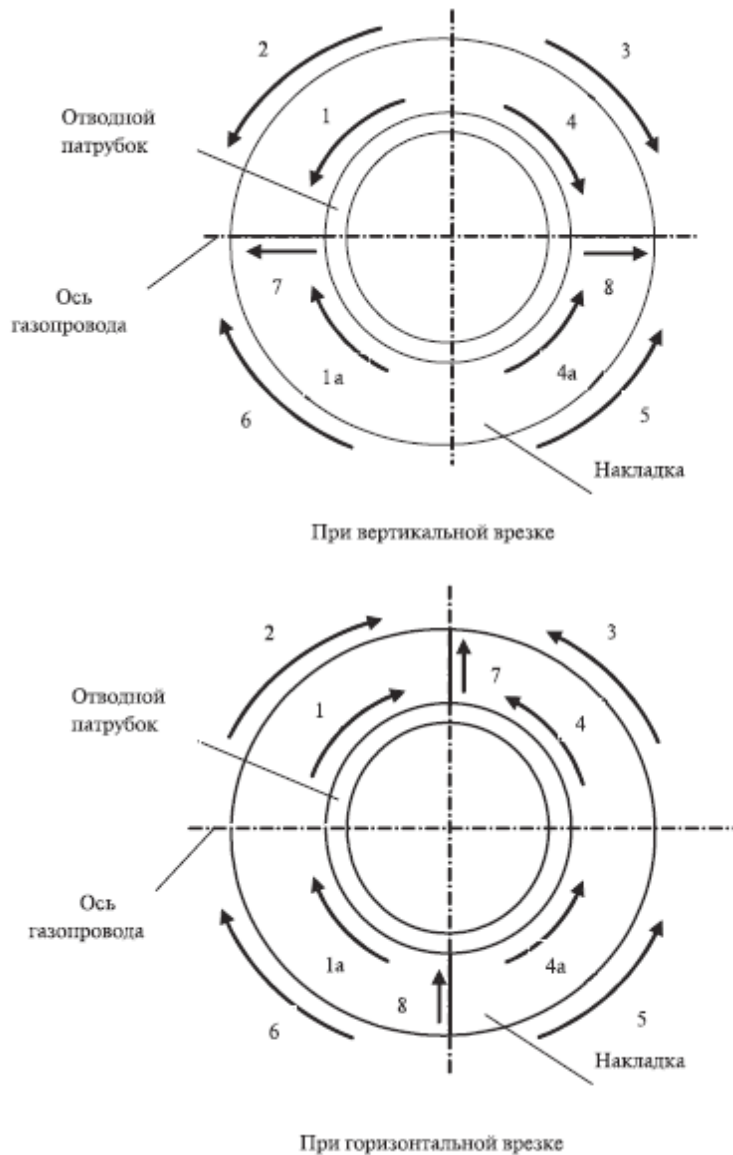 2
3
Отводной
патрубок
1
4
Ось
газопровода
7
8
1а
4а
6
5
Накладка
При вертикальной врезке
2
3
Отводной
патрубок
1
7
4
Ось
газопровода
1а
4а
8
6
5
Накладка
При горизонтальной врезке